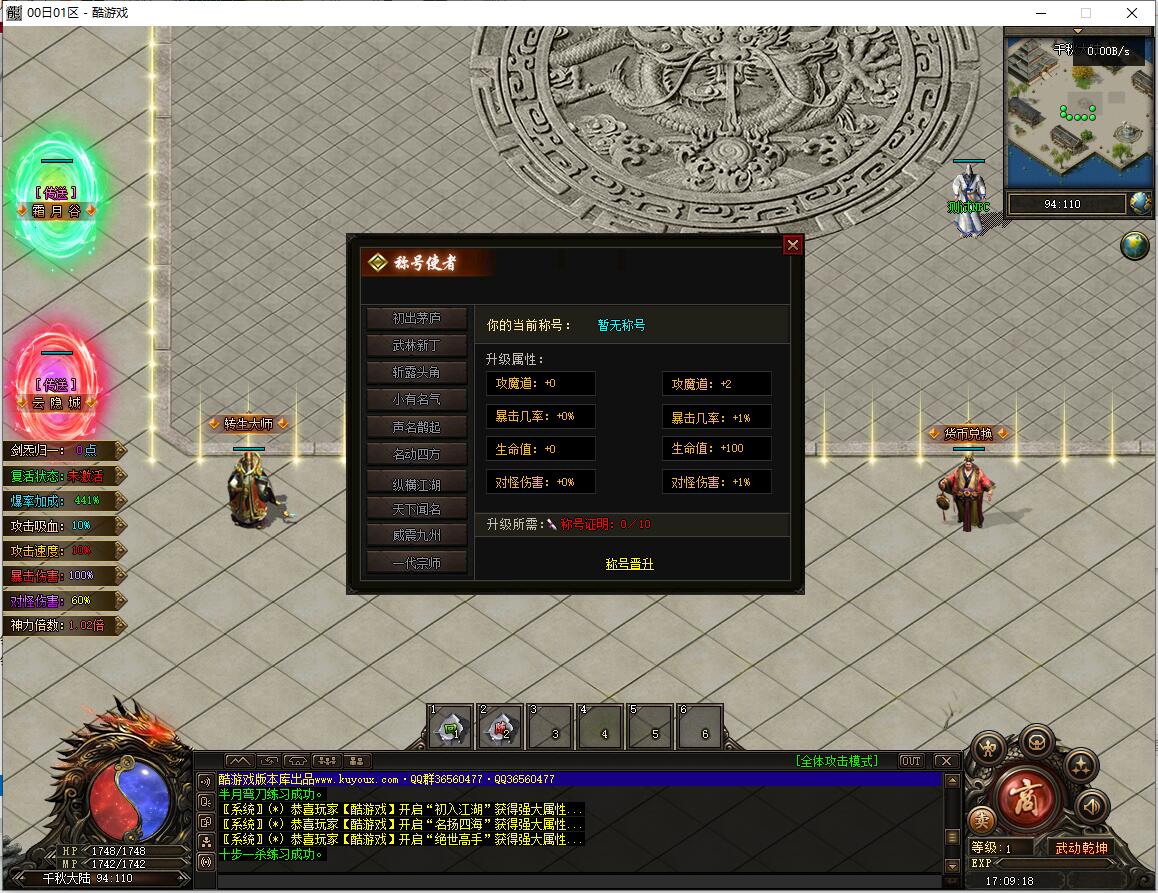 00日01区 - 酷游戏
0.00B/s
94:110
[传送]
霜月谷
测试NPC
[传送]
云隐城
转生大师
货币兑换
剑炁归一: 0点
复活状态:未激活
爆率加成: 441%
攻击吸血: 10%
攻击速度: 10%
暴击伤害: 100%
对怪伤害: 60%
神力倍数:1.02倍
称号使者
初出茅庐
武林新丁
斩露头角
小有名气
声名鹊起
名动四方
纵横江湖
天下闻名
威震九州
一代宗师
你的当前称号: 暂无称号
升级属性:
攻魔道: +0 攻魔道: +2
暴击几率: +0% 暴击几率: +1%
生命值: +0 生命值: +100
对怪伤害: +0% 对怪伤害: +1%
升级所需: 称号证明: 0/10
称号晋升
1 2 3 4 5 6
1 2 3 4 5 6
[全体攻击模式] OUT
酷游戏版本库出品www.kuyoux.com·QQ群36560477·QQ36560477
半月弯刀练习成功。
〖系统〗(*) 恭喜玩家【酷游戏】开启“初入江湖”获得强大属性...
〖系统〗(*) 恭喜玩家【酷游戏】开启“名扬四海”获得强大属性...
〖系统〗(*) 恭喜玩家【酷游戏】开启“绝世高手”获得强大属性...
十步一杀练习成功。
HP 1748/1748
MP 1742/1742
千秋大陆 94:110
商
卖
等级: 1 武动乾坤
EXP
17:09:18